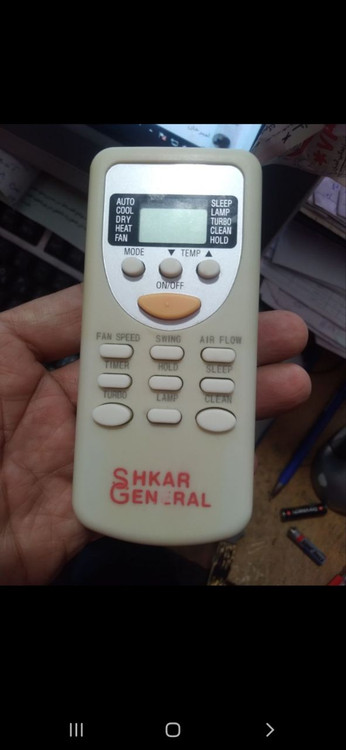 AUTO
COOL
DRY
HEAT
FAN
SLEEP
LAMP
TURBO
CLEAN
HOLD
MODE ▼ TEMP ▲
ON/OFF
FAN SPEED SWING AIR FLOW
TIMER HOLD SLEEP
TURBO LAMP CLEAN
SHKAR
GENERAL